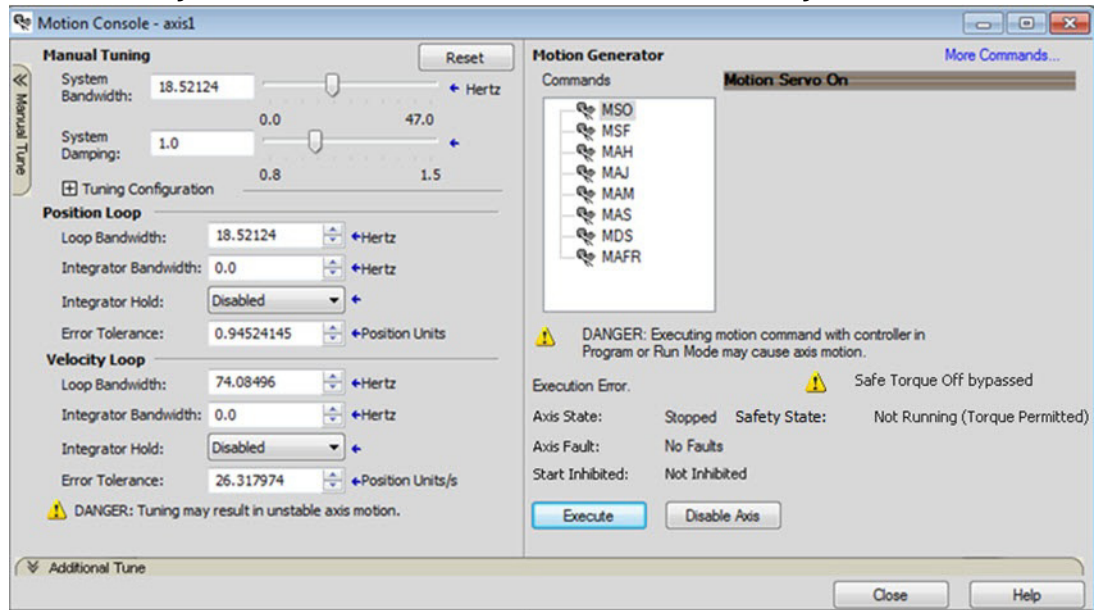 Motion Console - axis1
Manual Tuning
Reset
System Bandwidth:
18.52124
Hertz
0.0 47.0
System Damping:
1.0
0.8 1.5
Tuning Configuration
Position Loop
Loop Bandwidth: 18.52124 Hertz
Integrator Bandwidth: 0.0 Hertz
Integrator Hold: Disabled
Error Tolerance: 0.94524145 Position Units
Velocity Loop
Loop Bandwidth: 74.08496 Hertz
Integrator Bandwidth: 0.0 Hertz
Integrator Hold: Disabled
Error Tolerance: 26.317974 Position Units/s
DANGER: Tuning may result in unstable axis motion.
Manual Tune
Motion Generator
More Commands...
Commands
Motion Servo On
MSO
MSF
MAH
MAJ
MAM
MAS
MDS
MAFR
DANGER: Executing motion command with controller in
Program or Run Mode may cause axis motion.
Execution Error.
Safe Torque Off bypassed
Axis State: Stopped Safety State: Not Running (Torque Permitted)
Axis Fault: No Faults
Start Inhibited: Not Inhibited
Execute Disable Axis
Additional Tune
Close Help